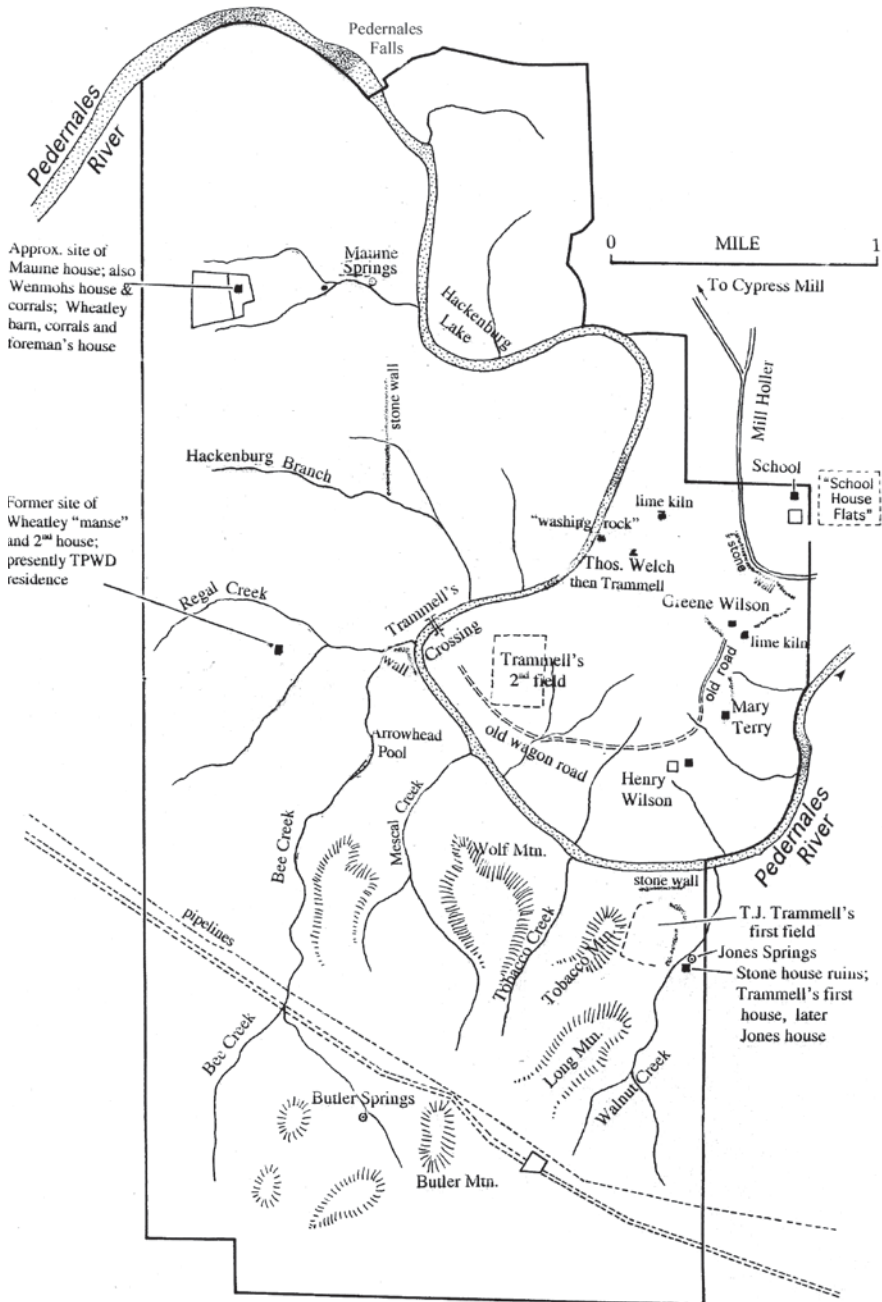 Pedernales
Falls
Pedernales
River
Approx. site of
Maume house; also
Wenmohs house &
corrals; Wheatley
barn, corrals and
foreman's house
Maume
Springs
Hackenburg
Lake
0 MILE 1
To Cypress Mill
Mill Holler
stone wall
Hackenburg Branch
School
"School
House
Flats"
lime kiln
"washing rock"
Thos. Welch
then Trammell
stone
wall
Former site of
Wheatley "manse"
and 2nd house;
presently TPWD
residence
Regal Creek
Trammell's
Crossing
wall
Greene Wilson
lime kiln
old road
Trammell's
2nd field
Mary
Terry
old wagon road
Arrowhead
Pool
Henry
Wilson
Bee Creek
Mescal Creek
Wolf Mtn.
Pedernales
River
stone wall
T.J. Trammell's
first field
Jones Springs
Stone house ruins;
Trammell's first
house, later
Jones house
pipelines
Tobacco Creek
Tobacco Mtn.
Long Mtn.
Walnut Creek
Bee Creek
Butler Springs
Butler Mtn.